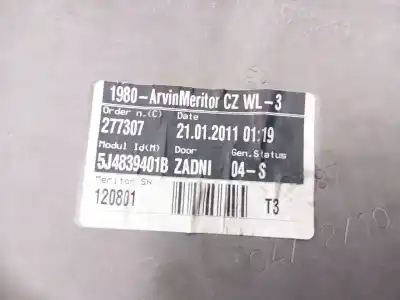 1980-ArvinMeritor CZ WL-3
Order n.(C) Date
277307 21.01.2011 01:19
Modul Id(M) Door Gen.Status
5J4839401B ZADNI 04-S
Meritor SN
120801 T3